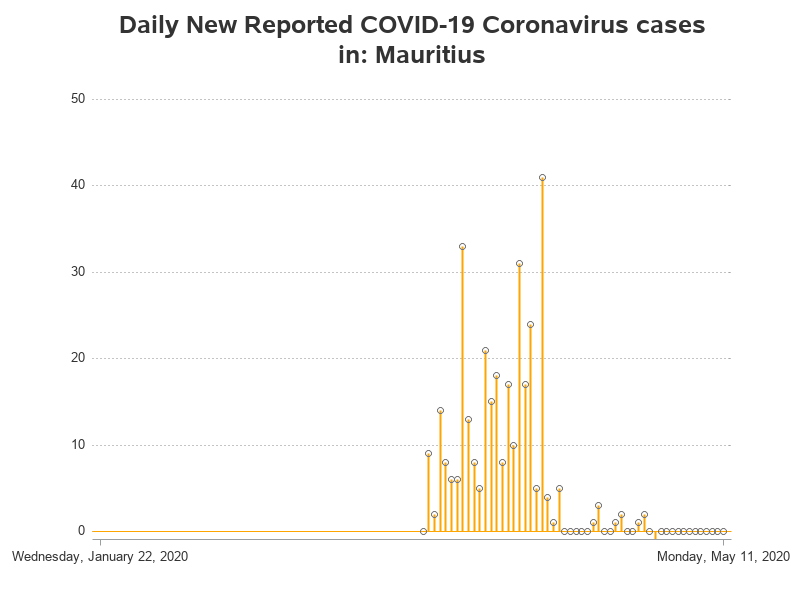 Daily New Reported COVID-19 Coronavirus cases
in: Mauritius
50
40
30
20
10
0
Wednesday, January 22, 2020
Monday, May 11, 2020